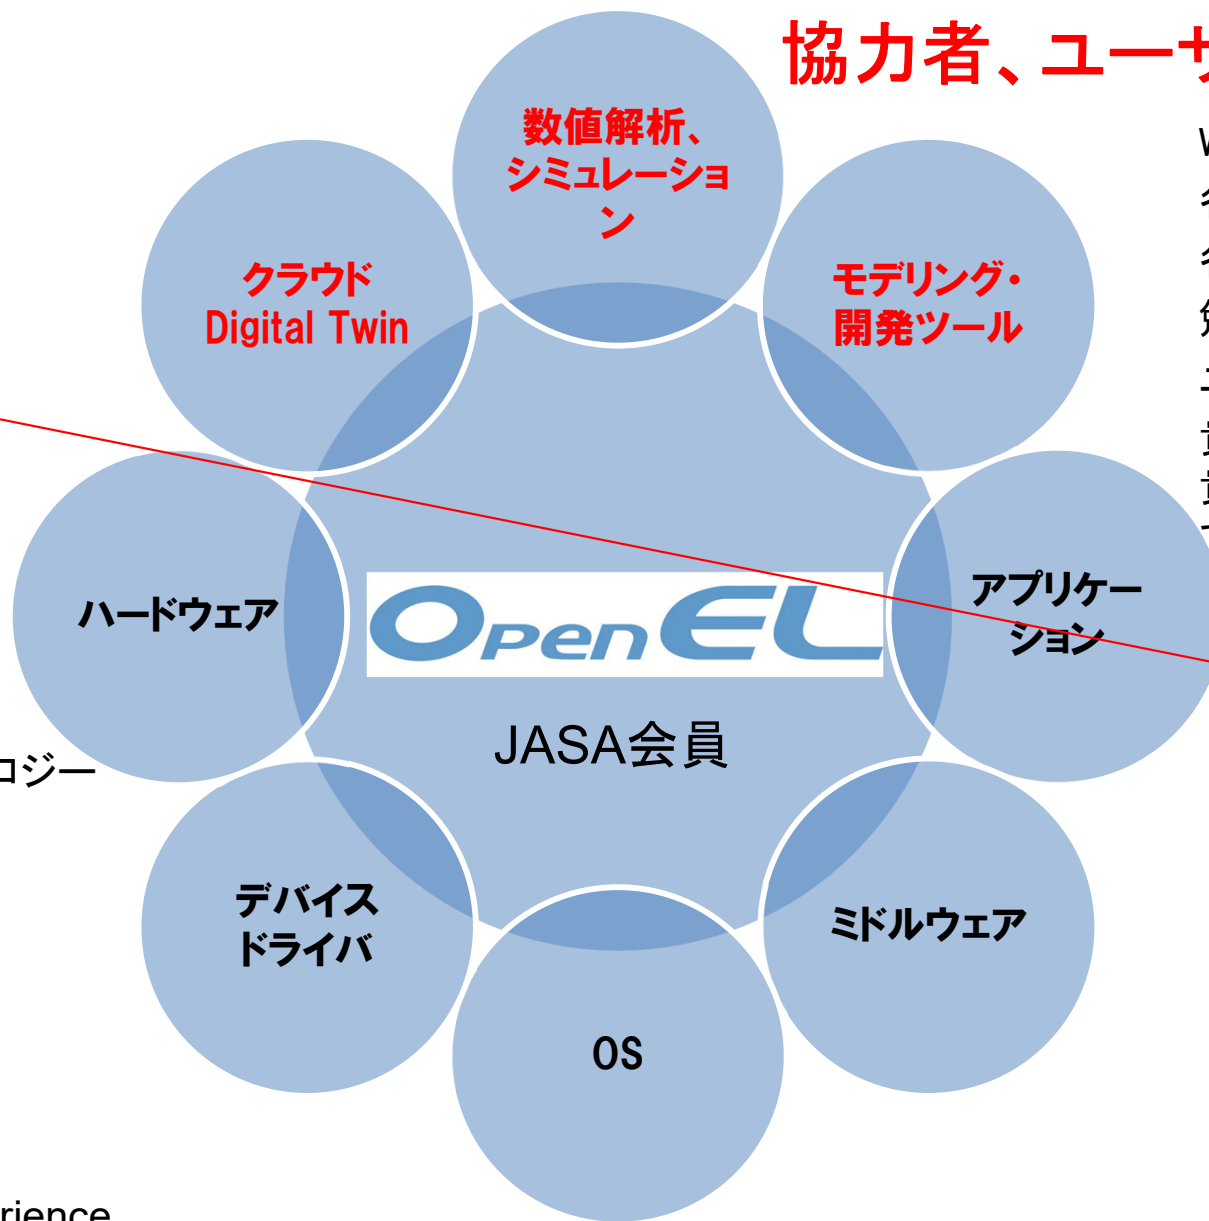 協力者、ユーザ
数値解析、
シミュレーショ
ン
クラウド
Digital Twin
モデリング・
開発ツール
ハードウェア
OpenEL
アプリケー
ション
JASA会員
ロジー
デバイス
ドライバ
ミドルウェア
OS
rience